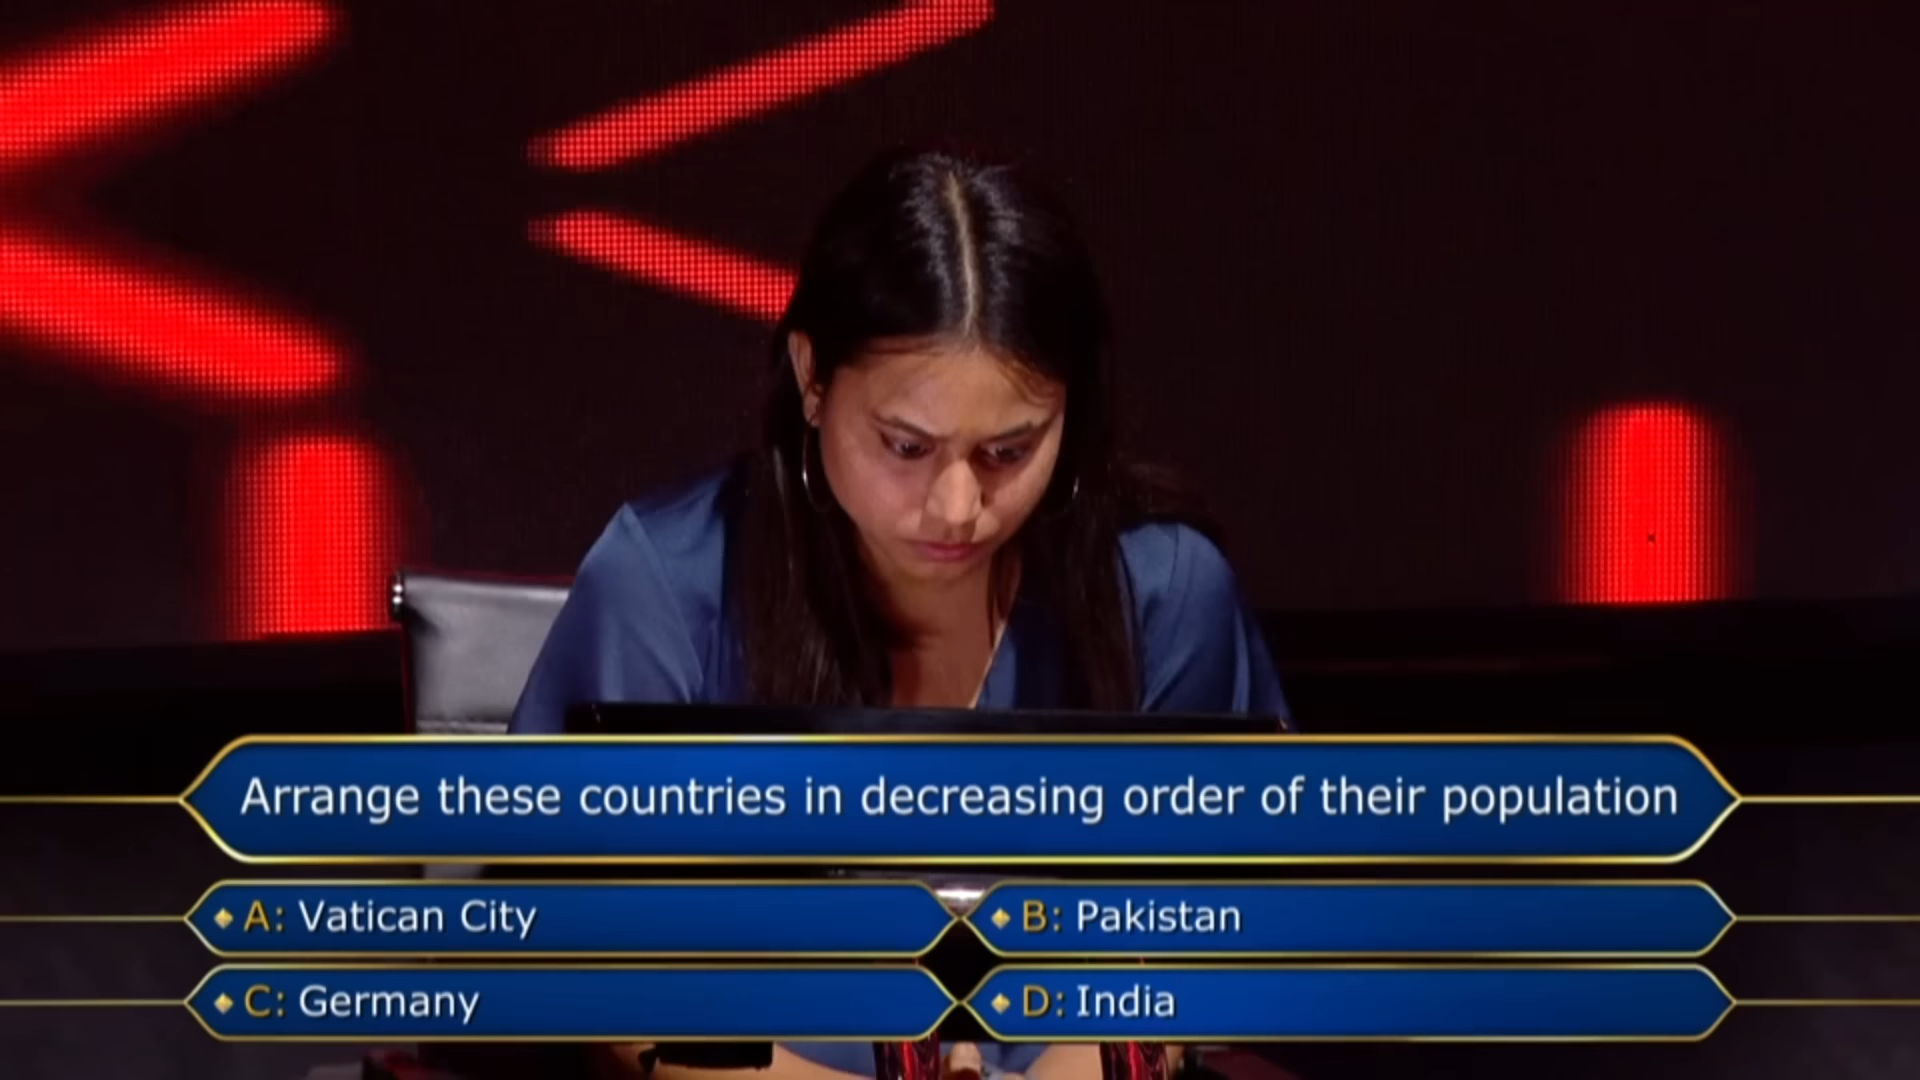 Arrange these countries in decreasing order of their population
A: Vatican City
B: Pakistan
C: Germany
D: India